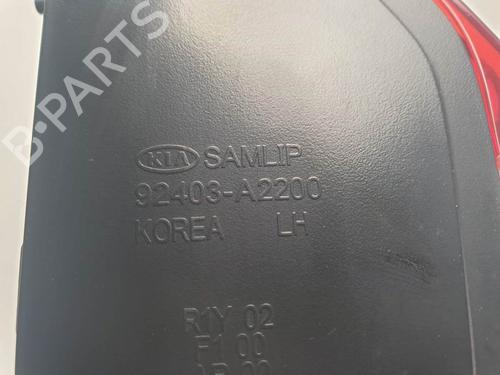 B-PARTS
KIA SAMLIP
92403-A2200
KOREA LH
R1Y 02
F1 00